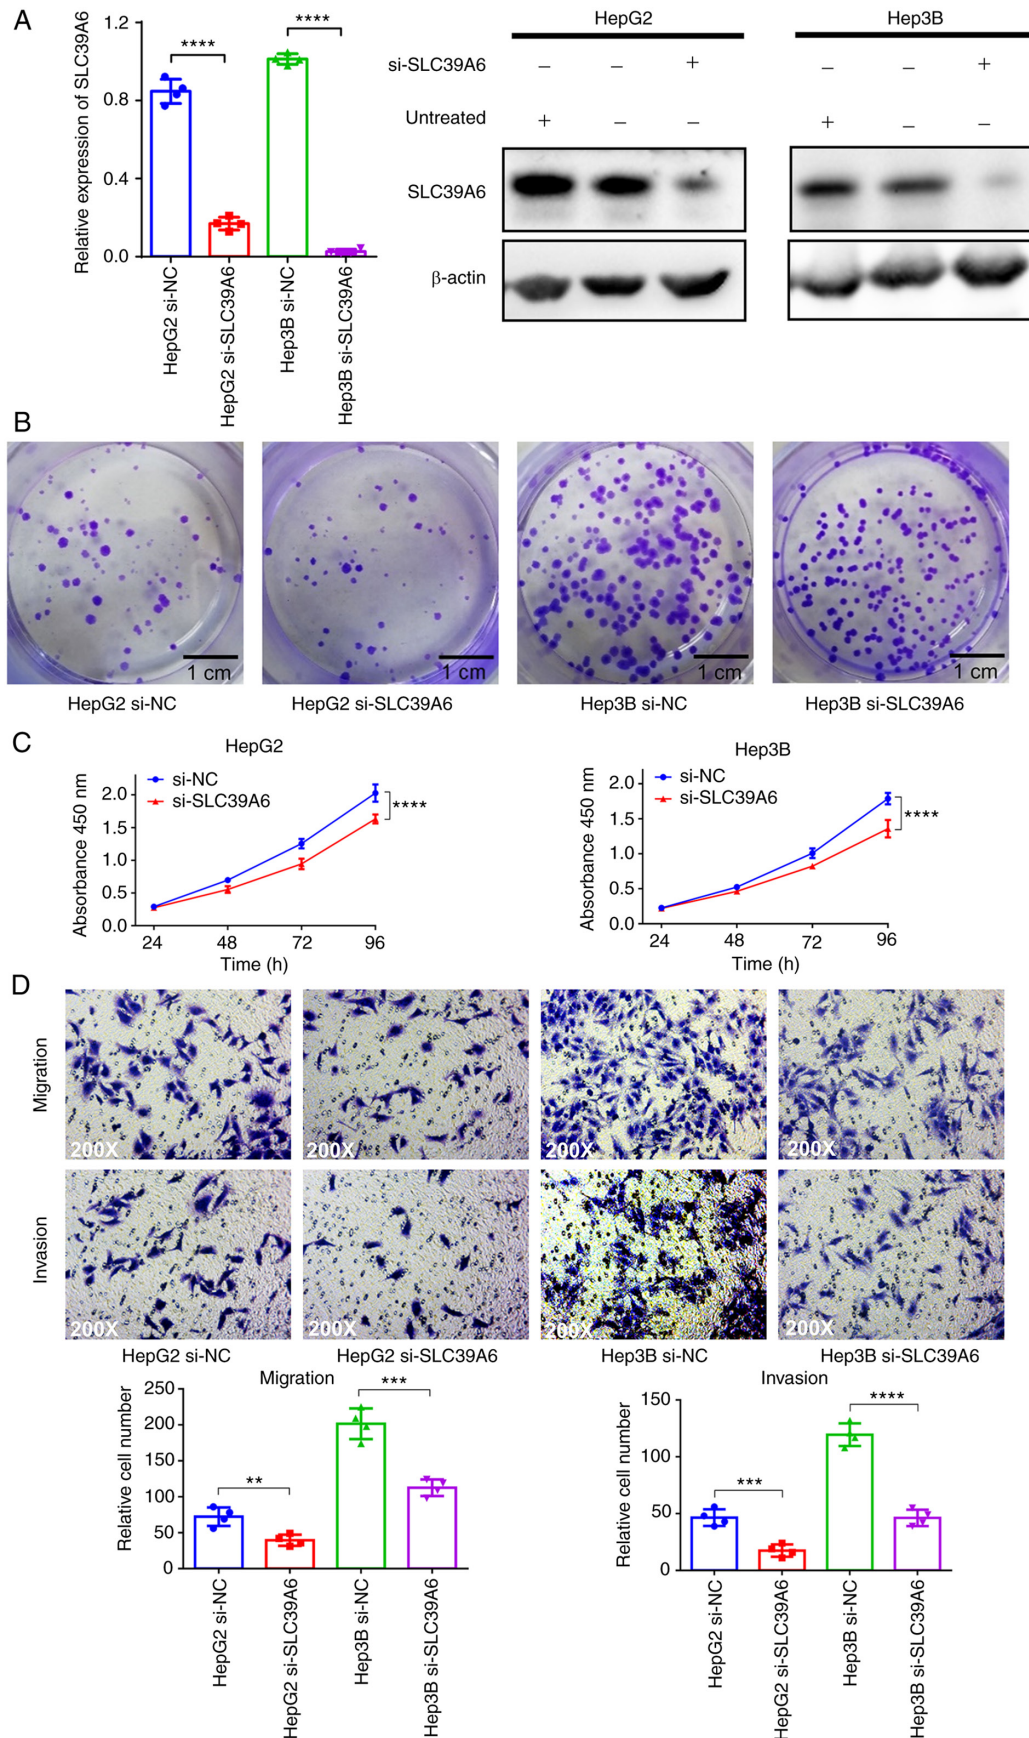 A
Relative expression of SLC39A6
1.2
0.8
0.4
0.0
****
****
HepG2 si-NC
HepG2 si-SLC39A6
Hep3B si-NC
Hep3B si-SLC39A6
HepG2
Hep3B
si-SLC39A6 – – + – – +
Untreated + – – + – –
SLC39A6
β-actin
B
1 cm
1 cm
1 cm
1 cm
HepG2 si-NC
HepG2 si-SLC39A6
Hep3B si-NC
Hep3B si-SLC39A6
C
HepG2
si-NC
si-SLC39A6
Absorbance 450 nm
2.0
1.5
1.0
0.5
0.0
****
24 48 72 96
Time (h)
Hep3B
si-NC
si-SLC39A6
Absorbance 450 nm
2.0
1.5
1.0
0.5
0.0
****
24 48 72 96
Time (h)
D
Migration
200X
200X
200X
200X
Invasion
200X
200X
200X
200X
HepG2 si-NC
HepG2 si-SLC39A6
Hep3B si-NC
Hep3B si-SLC39A6
Migration
Relative cell number
250
200
150
100
50
0
**
***
HepG2 si-NC
HepG2 si-SLC39A6
Hep3B si-NC
Hep3B si-SLC39A6
Invasion
Relative cell number
150
100
50
0
***
****
HepG2 si-NC
HepG2 si-SLC39A6
Hep3B si-NC
Hep3B si-SLC39A6